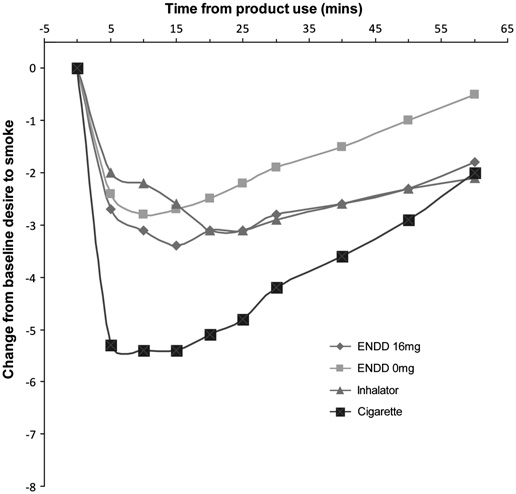 Time from product use (mins)
-5 5 15 25 35 45 55 65
Change from baseline desire to smoke
0
-1
-2
-3
-4
-5
-6
-7
-8
ENDD 16mg
ENDD 0mg
Inhalator
Cigarette